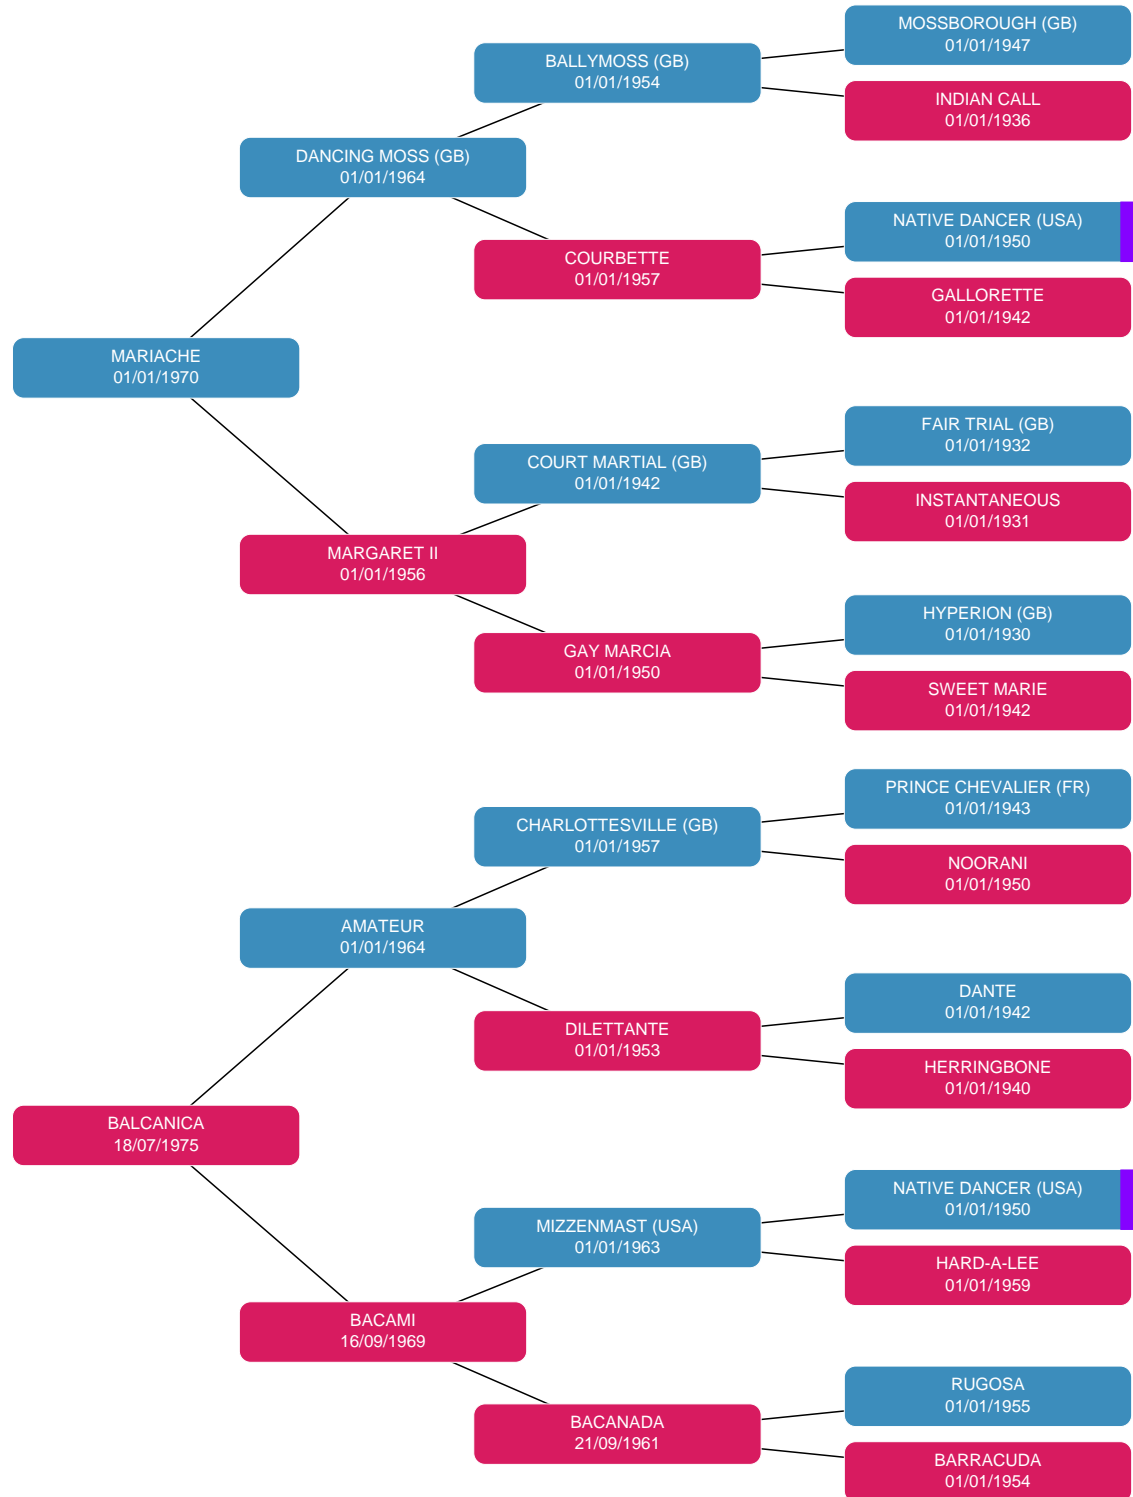 MOSSBOROUGH (GB)
01/01/1947
BALLYMOSS (GB)
01/01/1954
INDIAN CALL
01/01/1936
DANCING MOSS (GB)
01/01/1964
NATIVE DANCER (USA)
01/01/1950
COURBETTE
01/01/1957
GALLORETTE
01/01/1942
MARIACHE
01/01/1970
FAIR TRIAL (GB)
01/01/1932
COURT MARTIAL (GB)
01/01/1942
INSTANTANEOUS
01/01/1931
MARGARET II
01/01/1956
HYPERION (GB)
01/01/1930
GAY MARCIA
01/01/1950
SWEET MARIE
01/01/1942
PRINCE CHEVALIER (FR)
01/01/1943
CHARLOTTESVILLE (GB)
01/01/1957
NOORANI
01/01/1950
AMATEUR
01/01/1964
DANTE
01/01/1942
DILETTANTE
01/01/1953
HERRINGBONE
01/01/1940
BALCANICA
18/07/1975
NATIVE DANCER (USA)
01/01/1950
MIZZENMAST (USA)
01/01/1963
HARD-A-LEE
01/01/1959
BACAMI
16/09/1969
RUGOSA
01/01/1955
BACANADA
21/09/1961
BARRACUDA
01/01/1954